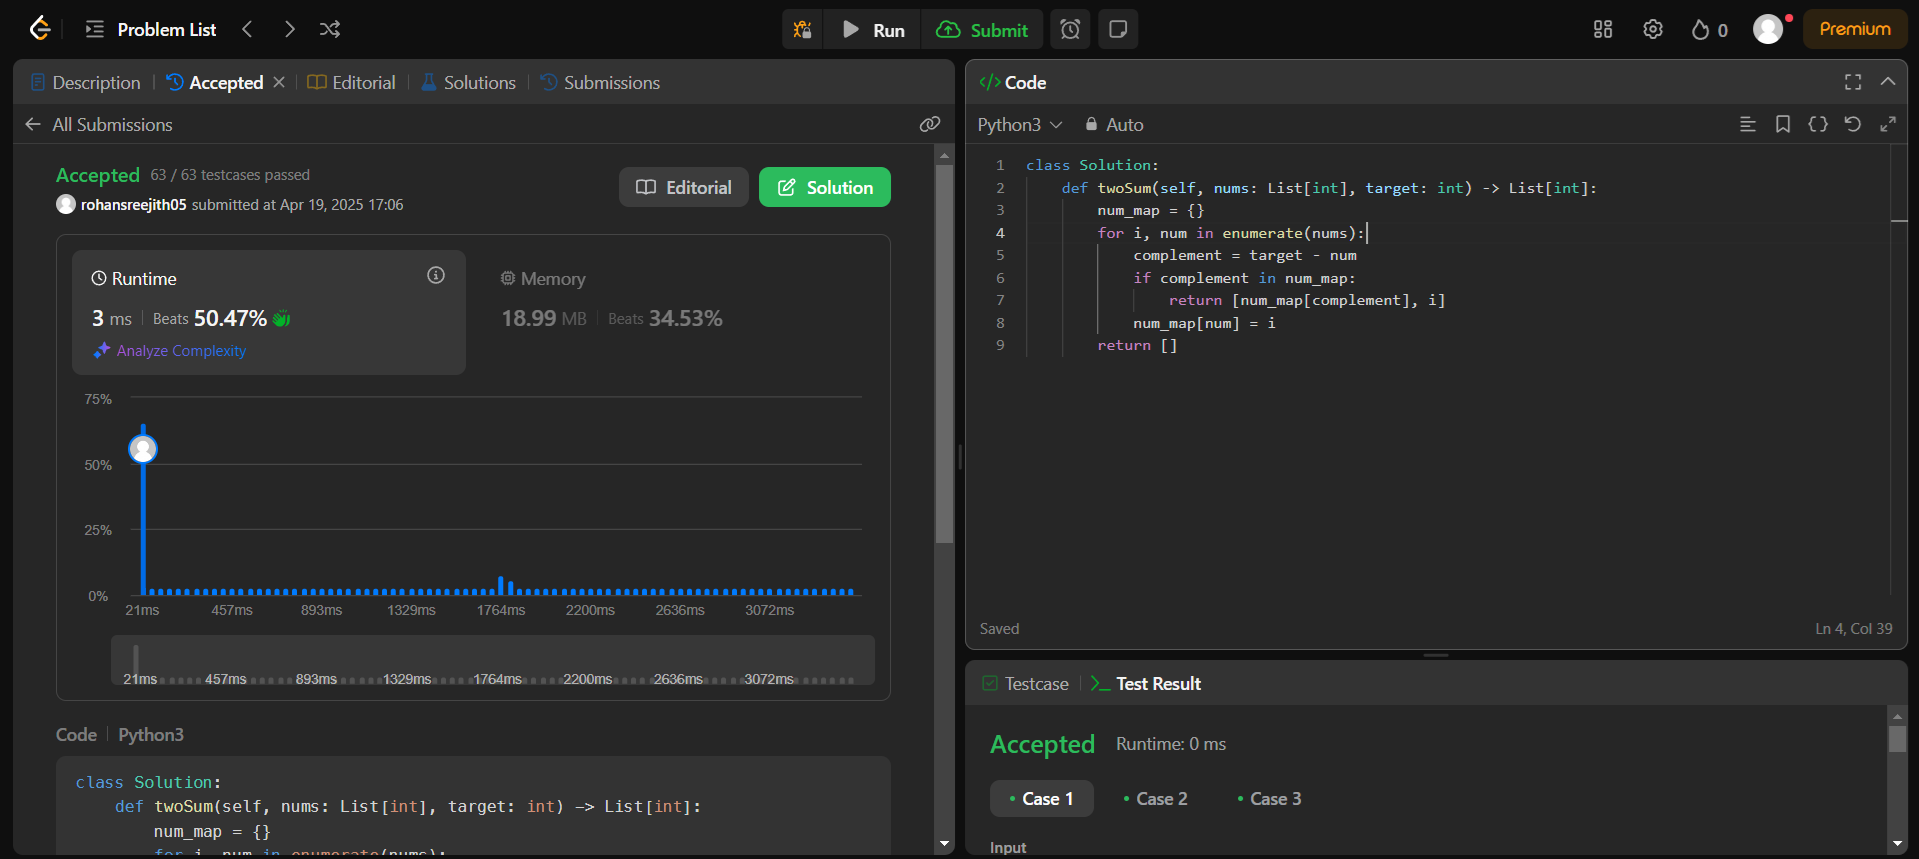 Problem List
Run
Submit
0
Premium
Description
Accepted
Editorial
Solutions
Submissions
All Submissions
Accepted 63 / 63 testcases passed
rohansreejith05 submitted at Apr 19, 2025 17:06
Editorial
Solution
Runtime
3 ms Beats 50.47%
Analyze Complexity
Memory
18.99 MB Beats 34.53%
75%
50%
25%
0%
21ms 457ms 893ms 1329ms 1764ms 2200ms 2636ms 3072ms
21ms 457ms 893ms 1329ms 1764ms 2200ms 2636ms 3072ms
Code Python3
class Solution:
def twoSum(self, nums: List[int], target: int) -> List[int]:
num_map = {}
for i, num in enumerate(nums):
</> Code
Python3 Auto
1 class Solution:
2 def twoSum(self, nums: List[int], target: int) -> List[int]:
3 num_map = {}
4 for i, num in enumerate(nums):
5 complement = target - num
6 if complement in num_map:
7 return [num_map[complement], i]
8 num_map[num] = i
9 return []
Saved
Ln 4, Col 39
Testcase
Test Result
Accepted Runtime: 0 ms
Case 1
Case 2
Case 3
Input